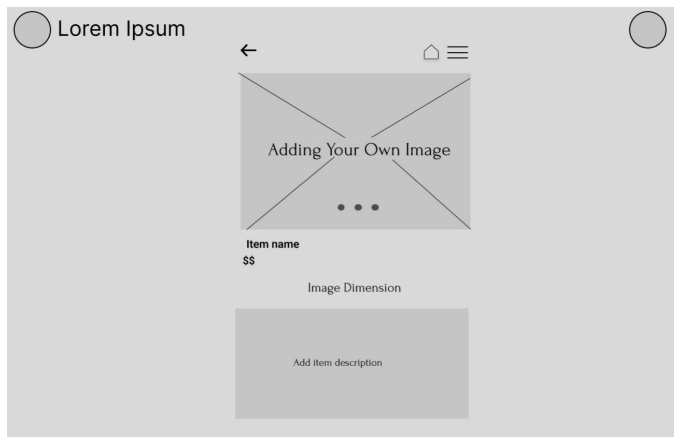 Lorem Ipsum
Adding Your Own Image
Item name
$$
Image Dimension
Add item description